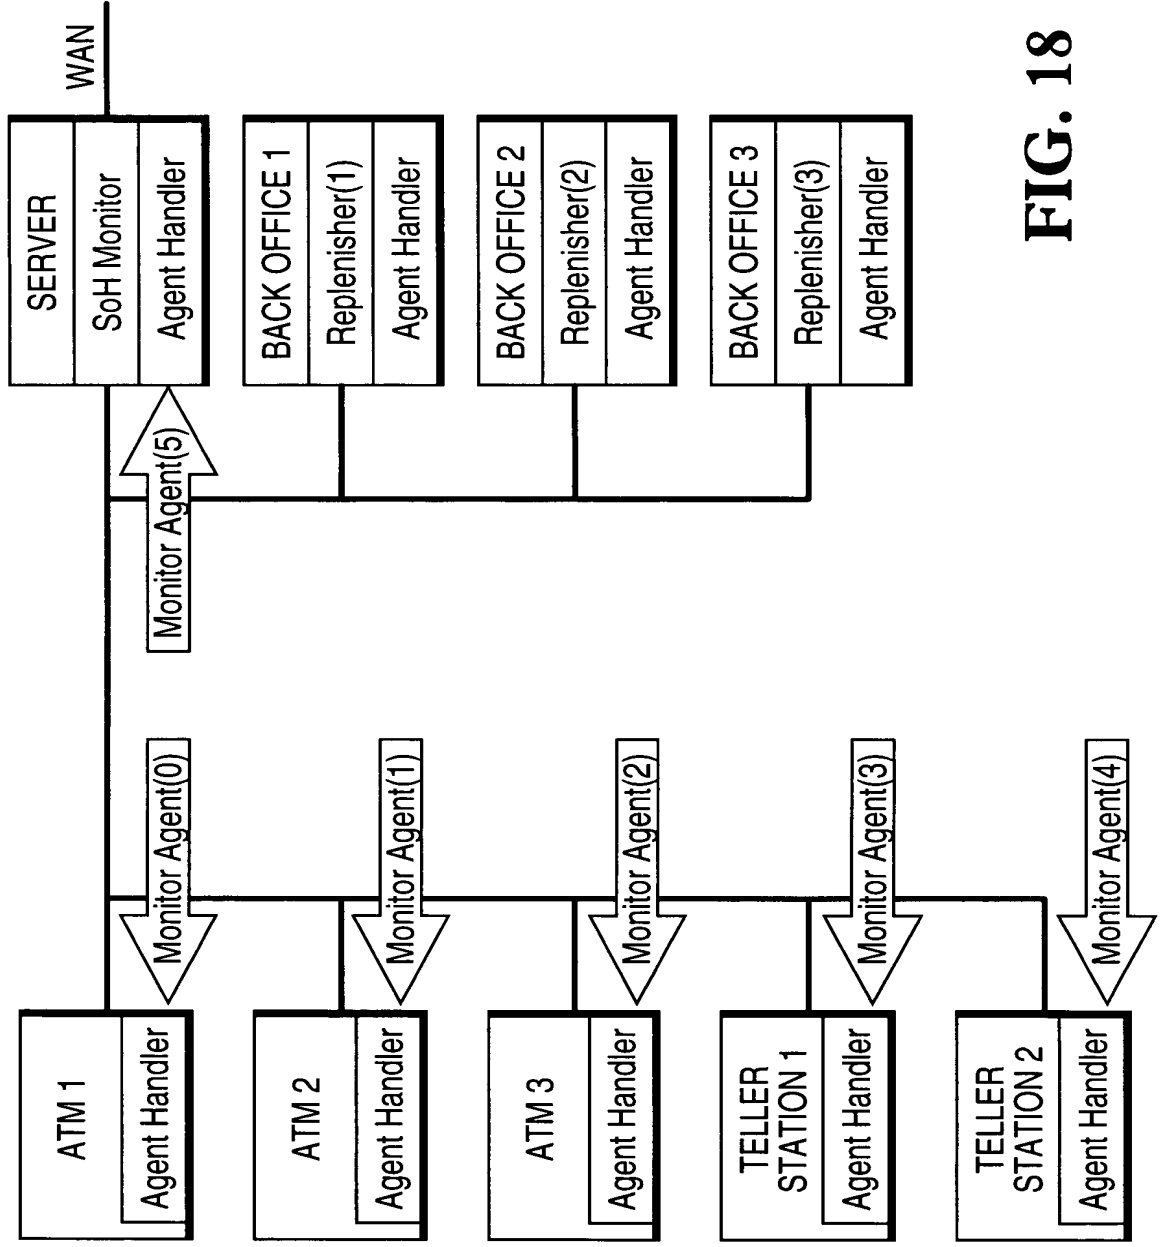 WAN
SERVER
SoH Monitor
Agent Handler
BACK OFFICE 1
Replenisher(1)
Agent Handler
BACK OFFICE 2
Replenisher(2)
Agent Handler
BACK OFFICE 3
Replenisher(3)
Agent Handler
Monitor Agent(5)
Monitor Agent(0)
Monitor Agent(1)
Monitor Agent(2)
Monitor Agent(3)
Monitor Agent(4)
ATM 1
Agent Handler
ATM 2
Agent Handler
ATM 3
Agent Handler
TELLER
STATION 1
Agent Handler
TELLER
STATION 2
Agent Handler
FIG. 18